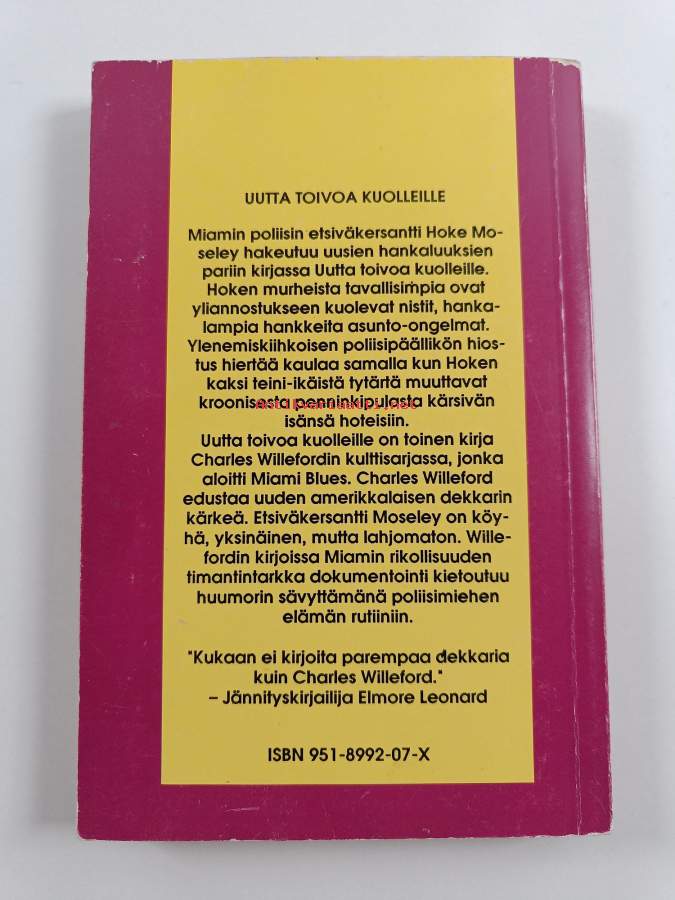 UUTTA TOIVOA KUOLLEILLE
Miamin poliisin etsiväkersantti Hoke Mo-
seley hakeutuu uusien hankaluuksien
pariin kirjassa Uutta toivoa kuolleille.
Hoken murheista tavallisimpia ovat
yliannostukseen kuolevat nistit, hanka-
lampia hankkeita asunto-ongelmat.
Ylenemiskiihkoisen poliisipäällikön hios-
tus hiertää kaulaa samalla kun Hoken
kaksi teini-ikäistä tytärtä muuttavat
kroonisesta penninkipulasta kärsivän
antikvariaatti.net
isänsä hoteisiin.
Uutta toivoa kuolleille on toinen kirja
Charles Willefordin kulttisarjassa, jonka
aloitti Miami Blues. Charles Willeford
edustaa uuden amerikkalaisen dekkarin
kärkeä. Etsiväkersantti Moseley on köy-
hä, yksinäinen, mutta lahjomaton. Wille-
fordin kirjoissa Miamin rikollisuuden
timantintarkka dokumentointi kietoutuu
huumorin sävyttämänä poliisimiehen
elämän rutiiniin.
"Kukaan ei kirjoita parempaa dekkaria
kuin Charles Willeford."
– Jännityskirjailija Elmore Leonard
ISBN 951-8992-07-X